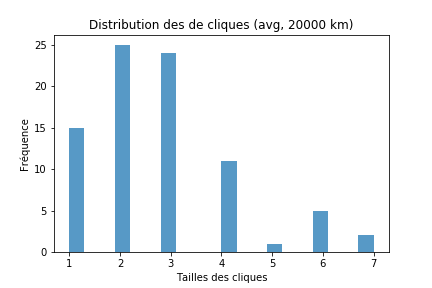 Distribution des de cliques (avg, 20000 km)
25
20
15
10
5
0
Fréquence
1 2 3 4 5 6 7
Tailles des cliques